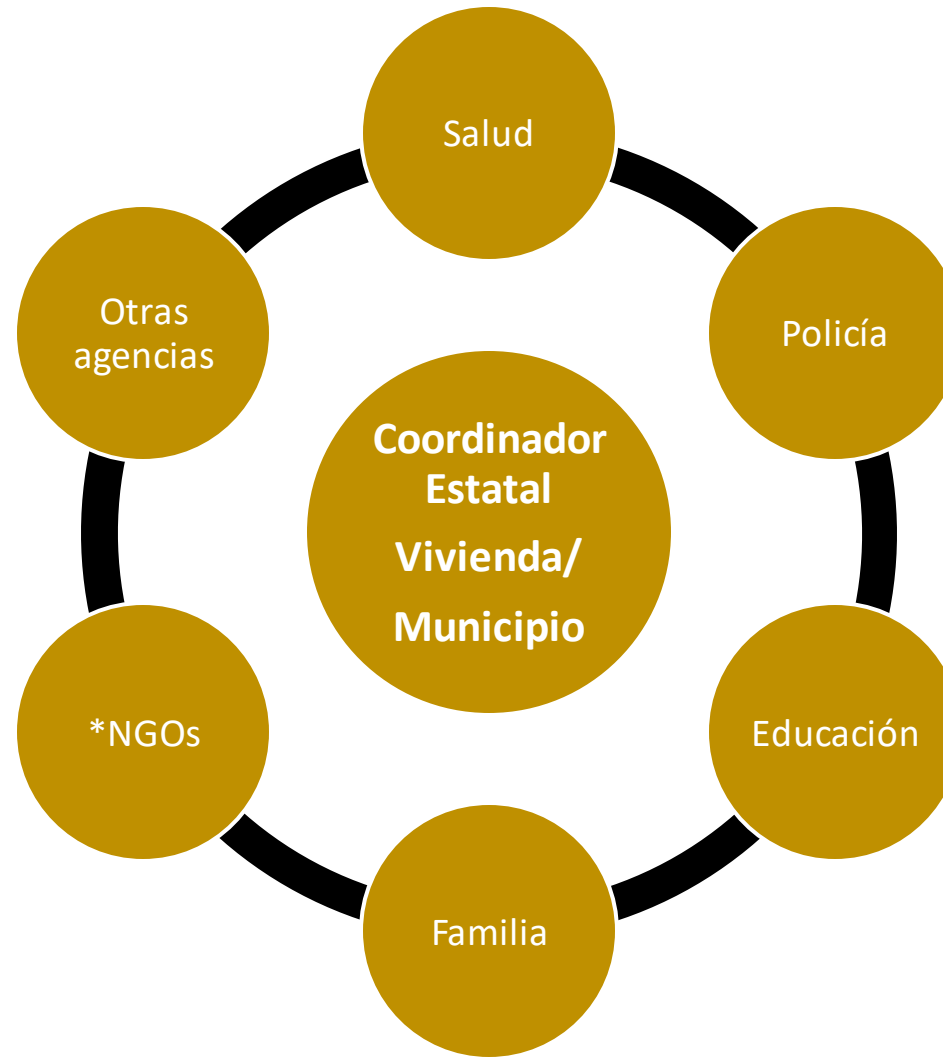 Salud
Otras
agencias
Policía
Coordinador
Estatal
Vivienda/
Municipio
*NGOs
Educación
Familia